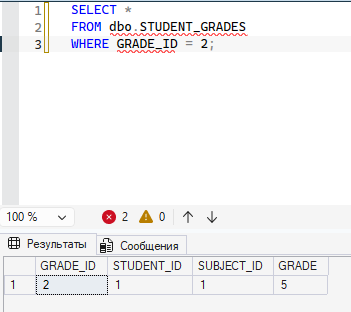 1 SELECT *
2 FROM dbo.STUDENT_GRADES
3 WHERE GRADE_ID = 2;
100 % 2 0
Результаты Сообщения
GRADE_ID STUDENT_ID SUBJECT_ID GRADE
1 2 1 1 5